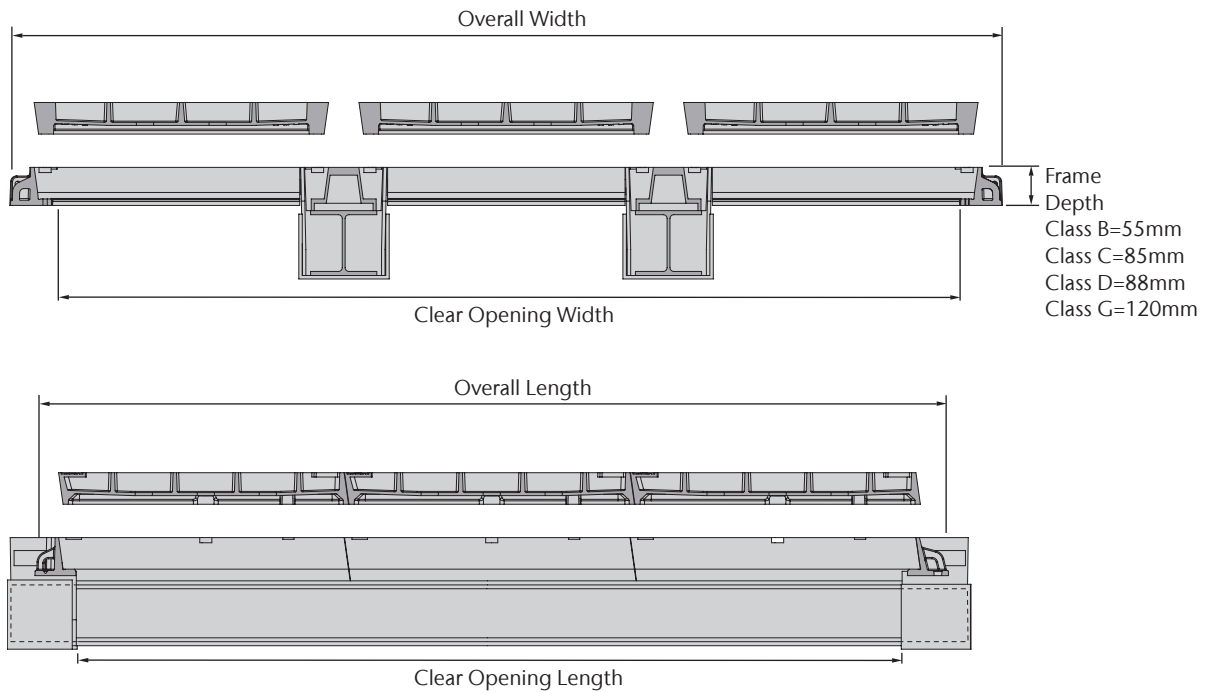 Overall Width
Frame
Depth
Class B=55mm
Class C=85mm
Class D=88mm
Class G=120mm
Clear Opening Width
Overall Length
Clear Opening Length